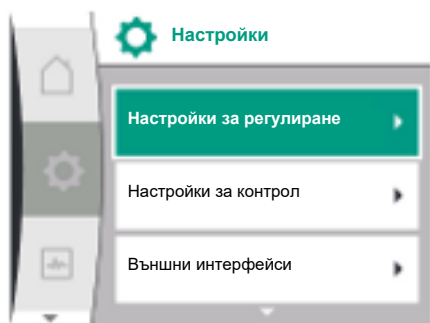 Настройки
Настройки за регулиране
Настройки за контрол
Външни интерфейси